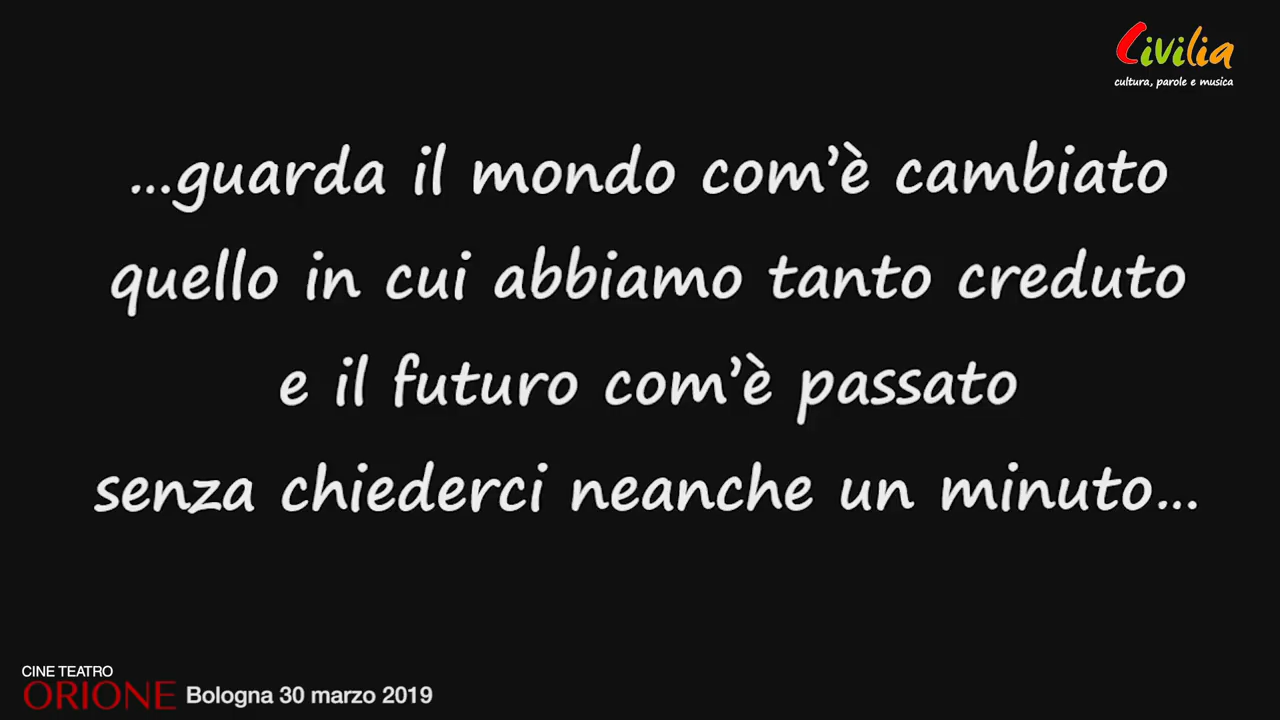 Civilia
cultura, parole e musica
...guarda il mondo com'è cambiato
quello in cui abbiamo tanto creduto
e il futuro com'è passato
senza chiederci neanche un minuto...
CINE TEATRO
ORIONE Bologna 30 marzo 2019